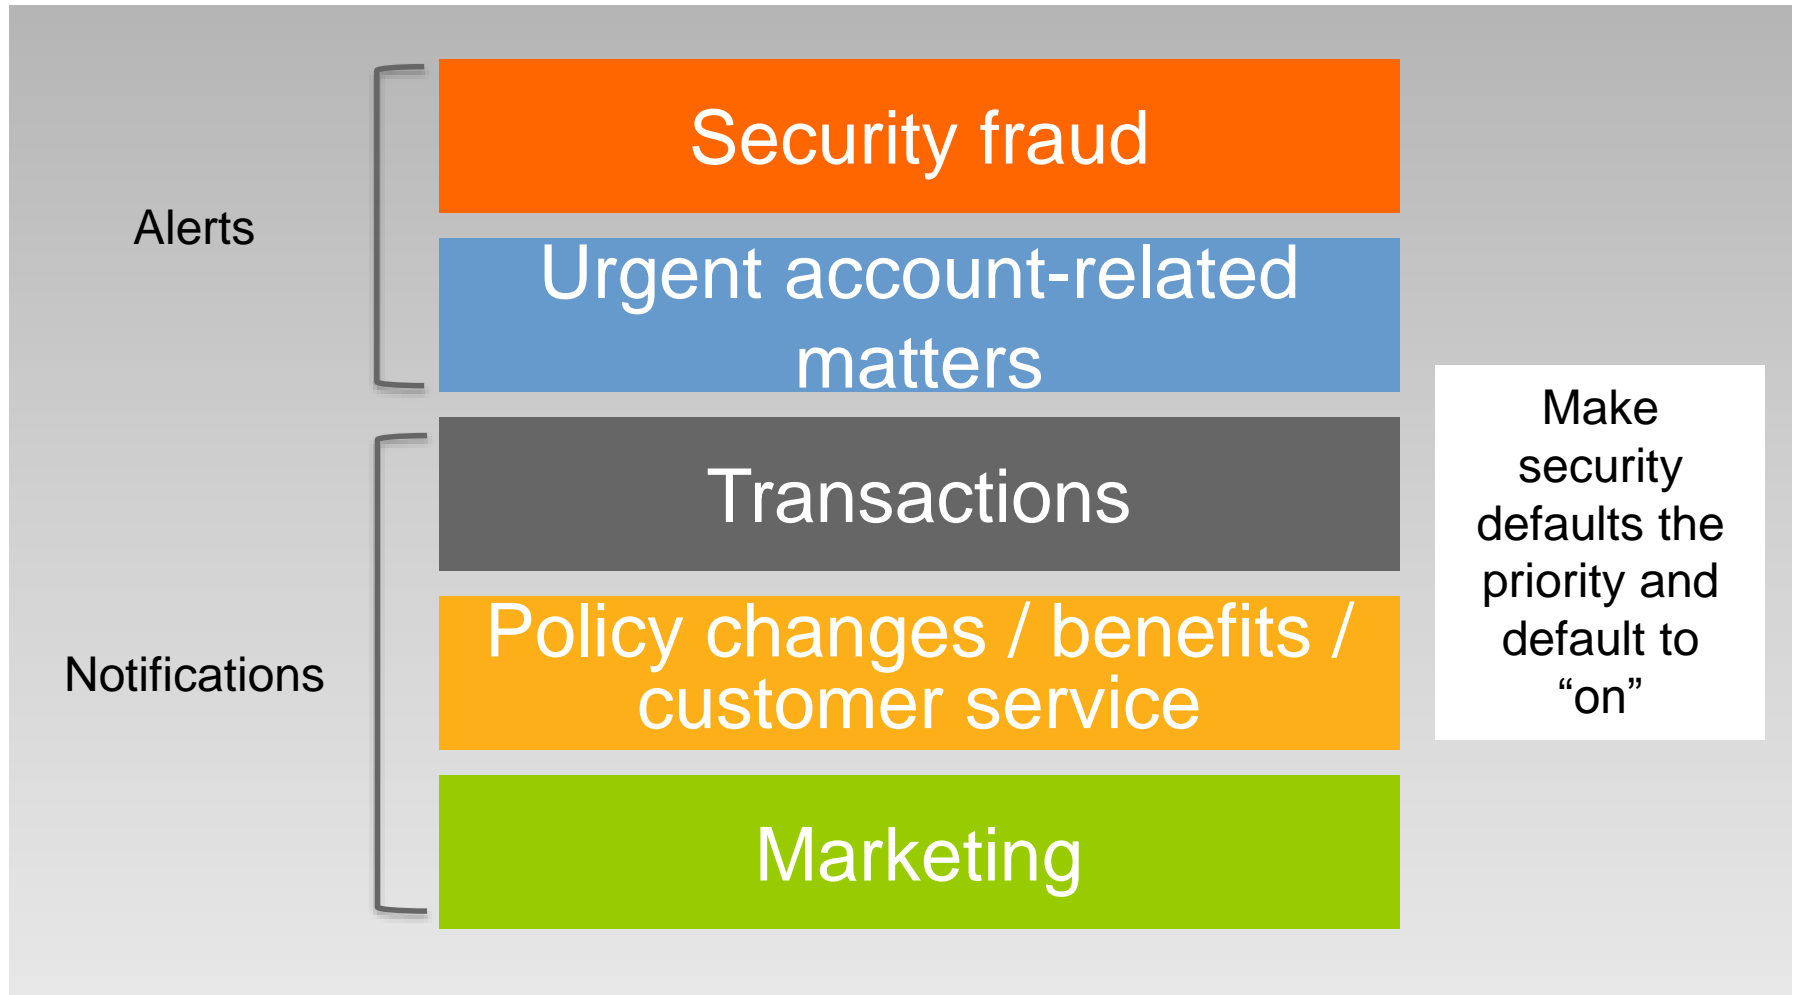 Alerts
Security fraud
Urgent account-related
matters
Notifications
Transactions
Policy changes / benefits /
customer service
Marketing
Make
security
defaults the
priority and
default to
“on”